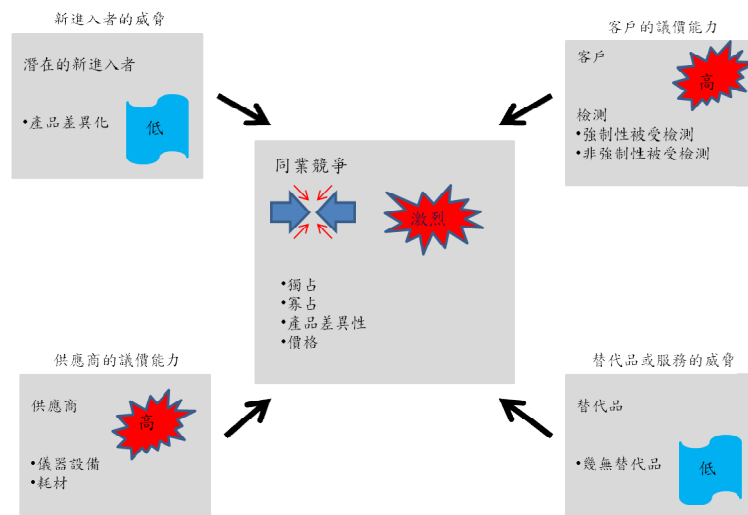 新進入者的威脅
潛在的新進入者
•產品差異化
低
客戶的議價能力
客戶
高
檢測
•強制性被受檢測
•非強制性被受檢測
同業競爭
激烈
•獨占
•寡占
•產品差異性
•價格
供應商的議價能力
供應商
高
•儀器設備
•耗材
替代品或服務的威脅
替代品
•幾無替代品
低